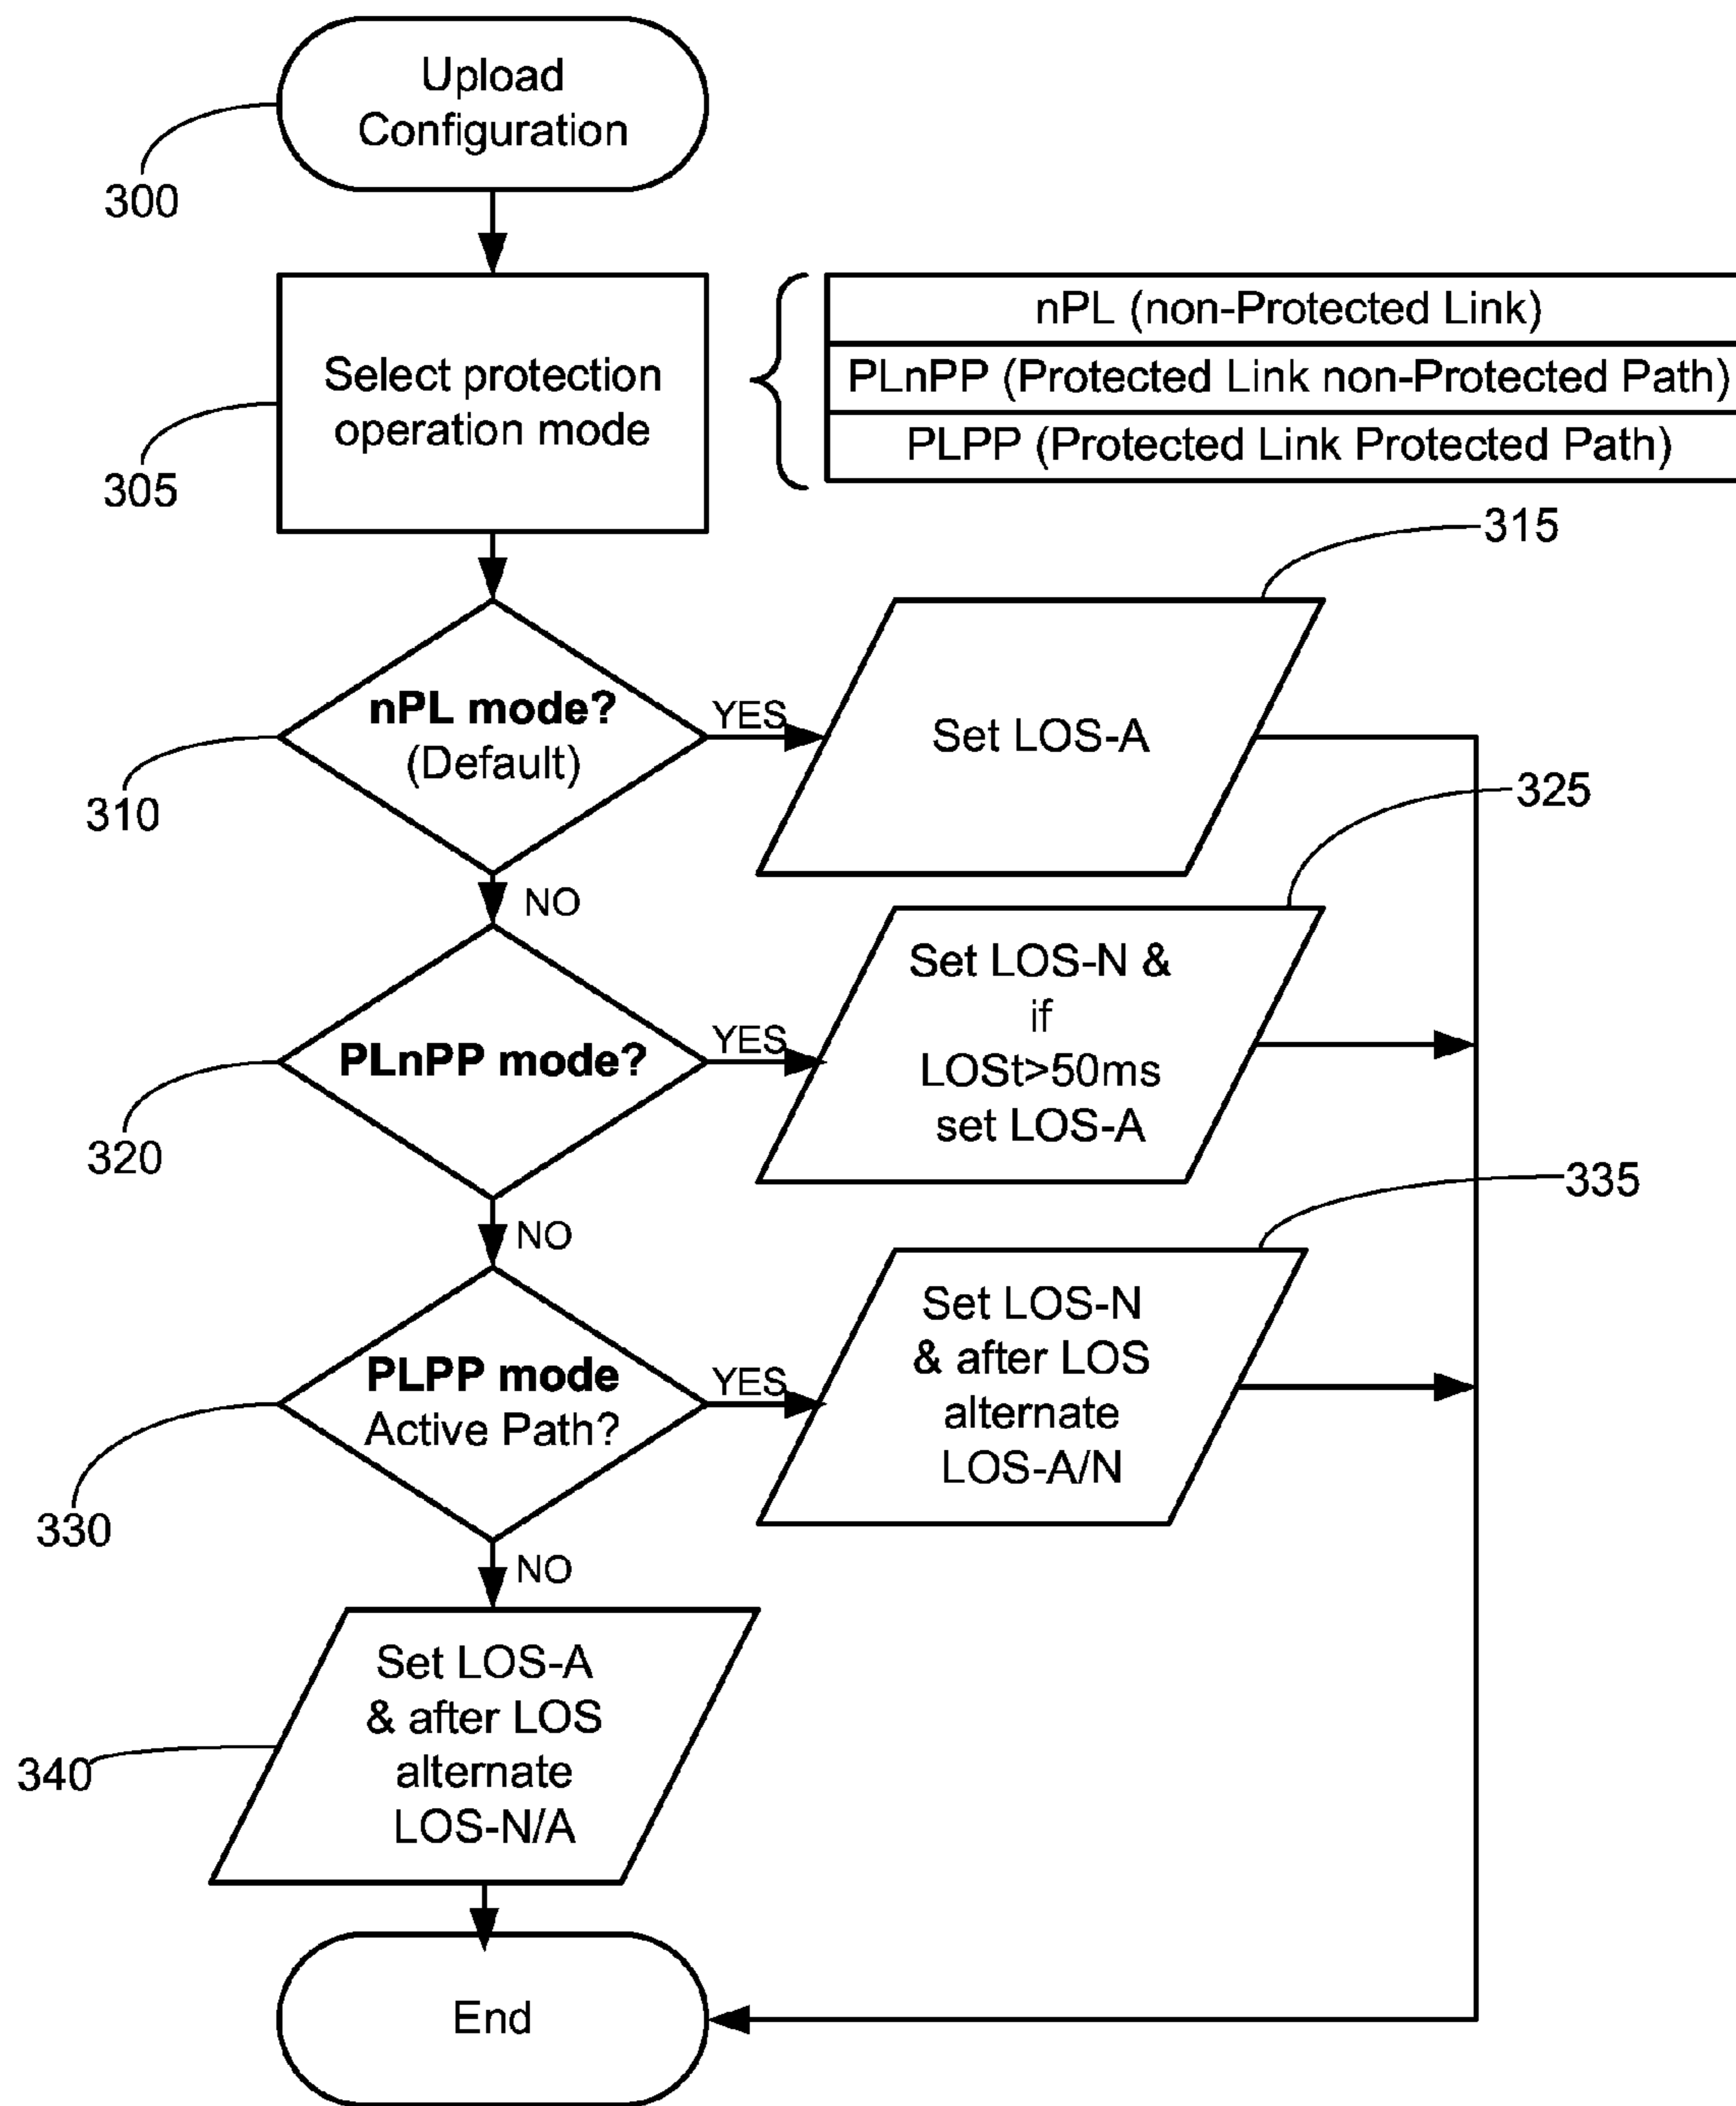 Upload
Configuration
300
Select protection
operation mode
305
nPL (non-Protected Link)
PLnPP (Protected Link non-Protected Path)
PLPP (Protected Link Protected Path)
315
nPL mode?
(Default)
310
YES
Set LOS-A
325
NO
PLnPP mode?
320
YES
Set LOS-N &
if
LOSt>50ms
set LOS-A
335
NO
PLPP mode
Active Path?
330
YES
Set LOS-N
& after LOS
alternate
LOS-A/N
NO
Set LOS-A
& after LOS
alternate
LOS-N/A
340
End